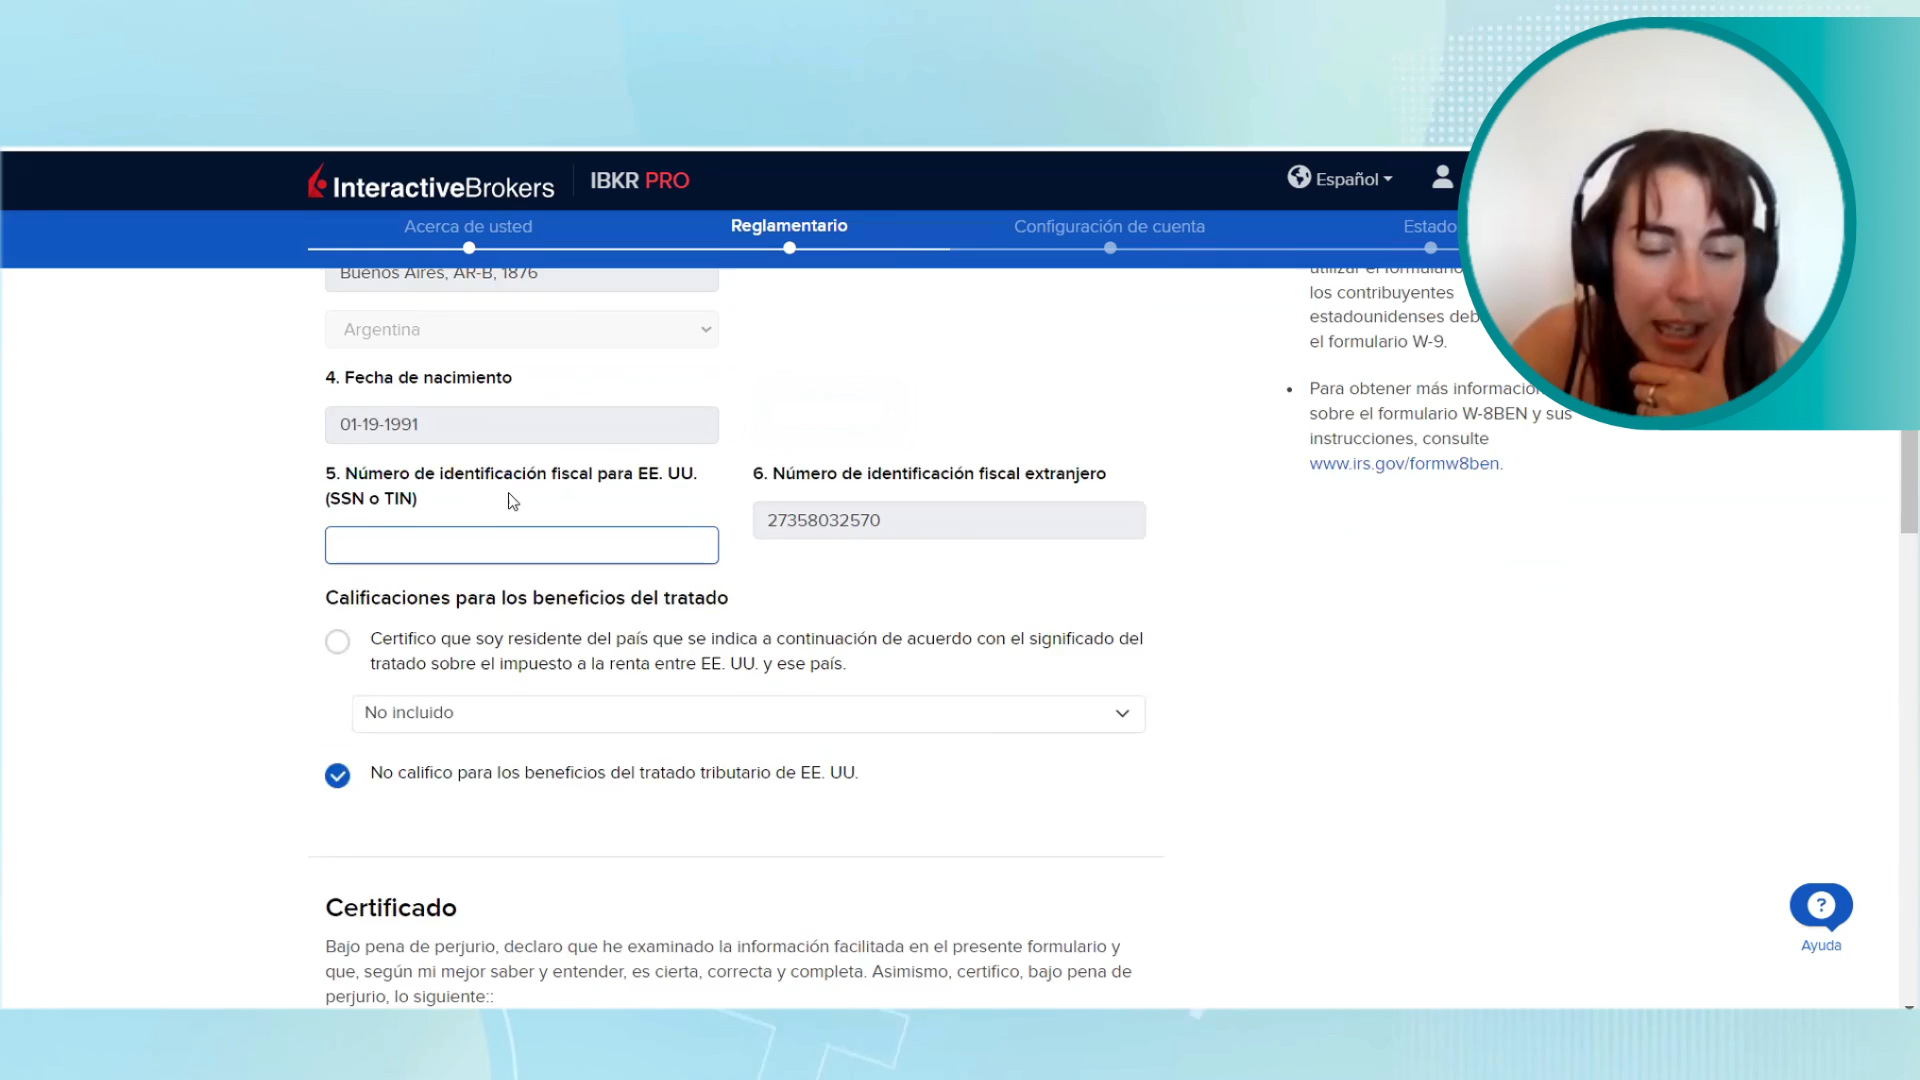 InteractiveBrokers
IBKR PRO
Español
Acerca de usted
Reglamentario
Configuración de cuenta
Estado
Buenos Aires, AR-B, 1876
Argentina
4. Fecha de nacimiento
01-19-1991
5. Número de identificación fiscal para EE. UU.
(SSN o TIN)
6. Número de identificación fiscal extranjero
27358032570
Calificaciones para los beneficios del tratado
Certifico que soy residente del país que se indica a continuación de acuerdo con el significado del
tratado sobre el impuesto a la renta entre EE. UU. y ese país.
No incluido
No califico para los beneficios del tratado tributario de EE. UU.
Certificado
Bajo pena de perjurio, declaro que he examinado la información facilitada en el presente formulario y
que, según mi mejor saber y entender, es cierta, correcta y completa. Asimismo, certifico, bajo pena de
perjurio, lo siguiente::
utilizar el formulario
los contribuyentes
estadounidenses deb
el formulario W-9.
Para obtener más informació
sobre el formulario W-8BEN y sus
instrucciones, consulte
www.irs.gov/formw8ben.
?
Ayuda